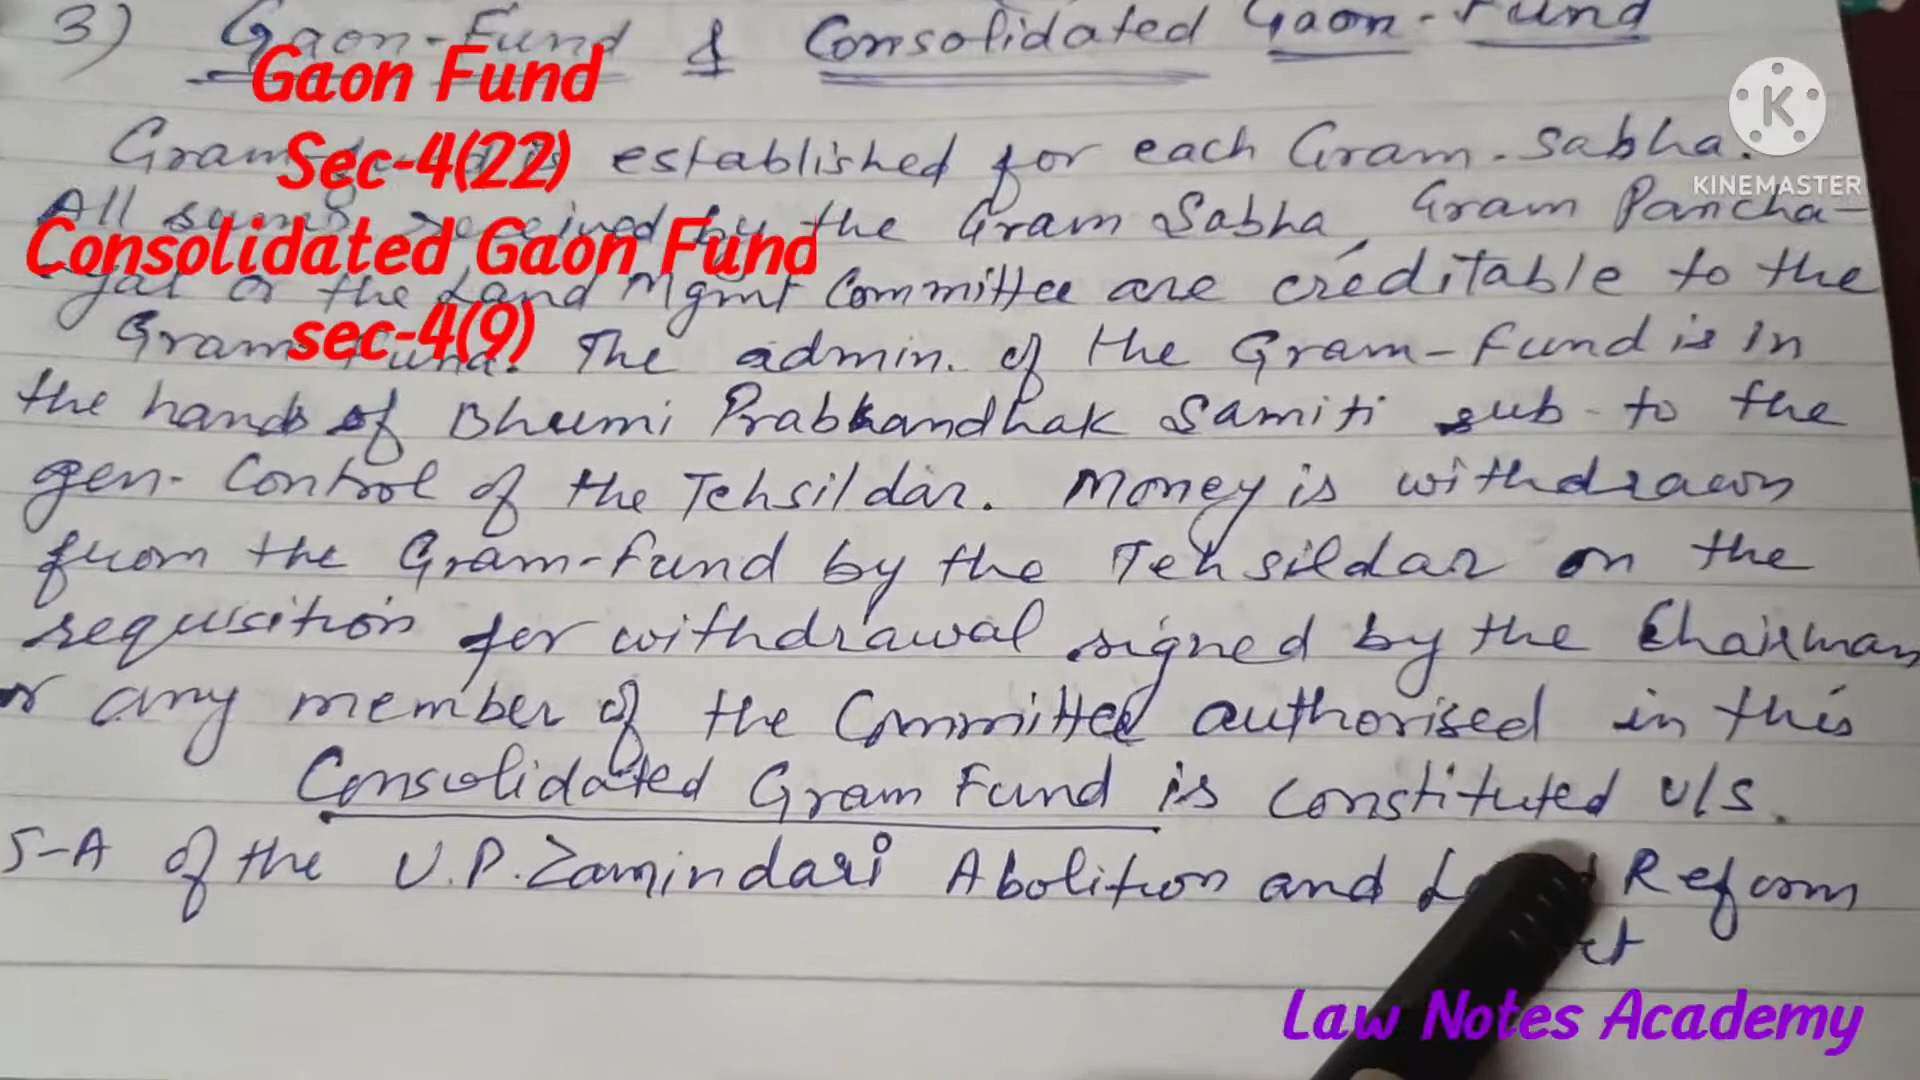 3) Gaon-Fund & Consolidated Gaon-Fund
Gaon Fund
Sec-4(22)
Consolidated Gaon Fund
sec-4(9)
KINEMASTER
Gram is established for each Gram-Sabha.
All sums received by the Gram Sabha, Gram Pancha-
yat or the Land Mgmt Committee are creditable to the
Gram Fund. The admin. of the Gram-Fund is in
the hands of Bhumi Prabhandhak Samiti sub- to the
gen- Control of the Tehsildar. Money is withdrawn
from the Gram-Fund by the Tehsildar on the
requisition for withdrawal signed by the Chairman
or any member of the Committee authorised in this
Consolidated Gram Fund is constituted u/s.
5-A of the U.P. Zamindari Abolition and Reform
Law Notes Academy